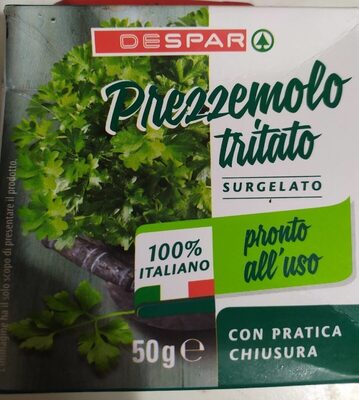 DESPAR
Prezzemolo
tritato
SURGELATO
pronto
all'uso
100%
ITALIANO
50g e
CON PRATICA
CHIUSURA
L'immagine ha il solo scopo di presentare il prodotto.